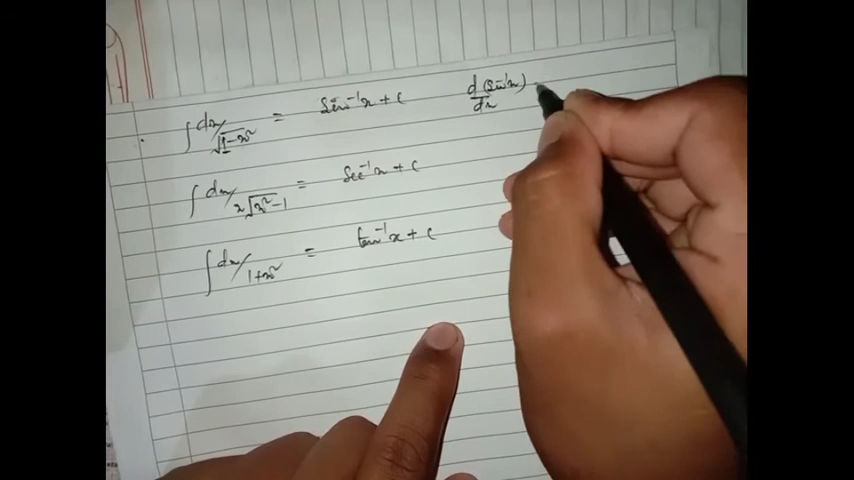 ∫ dx/√1-x² = Sin⁻¹x + c d/dx (Sin⁻¹x) =
∫ dx/x√x²-1 = Sec⁻¹x + c
∫ dx/1+x² = tan⁻¹x + c